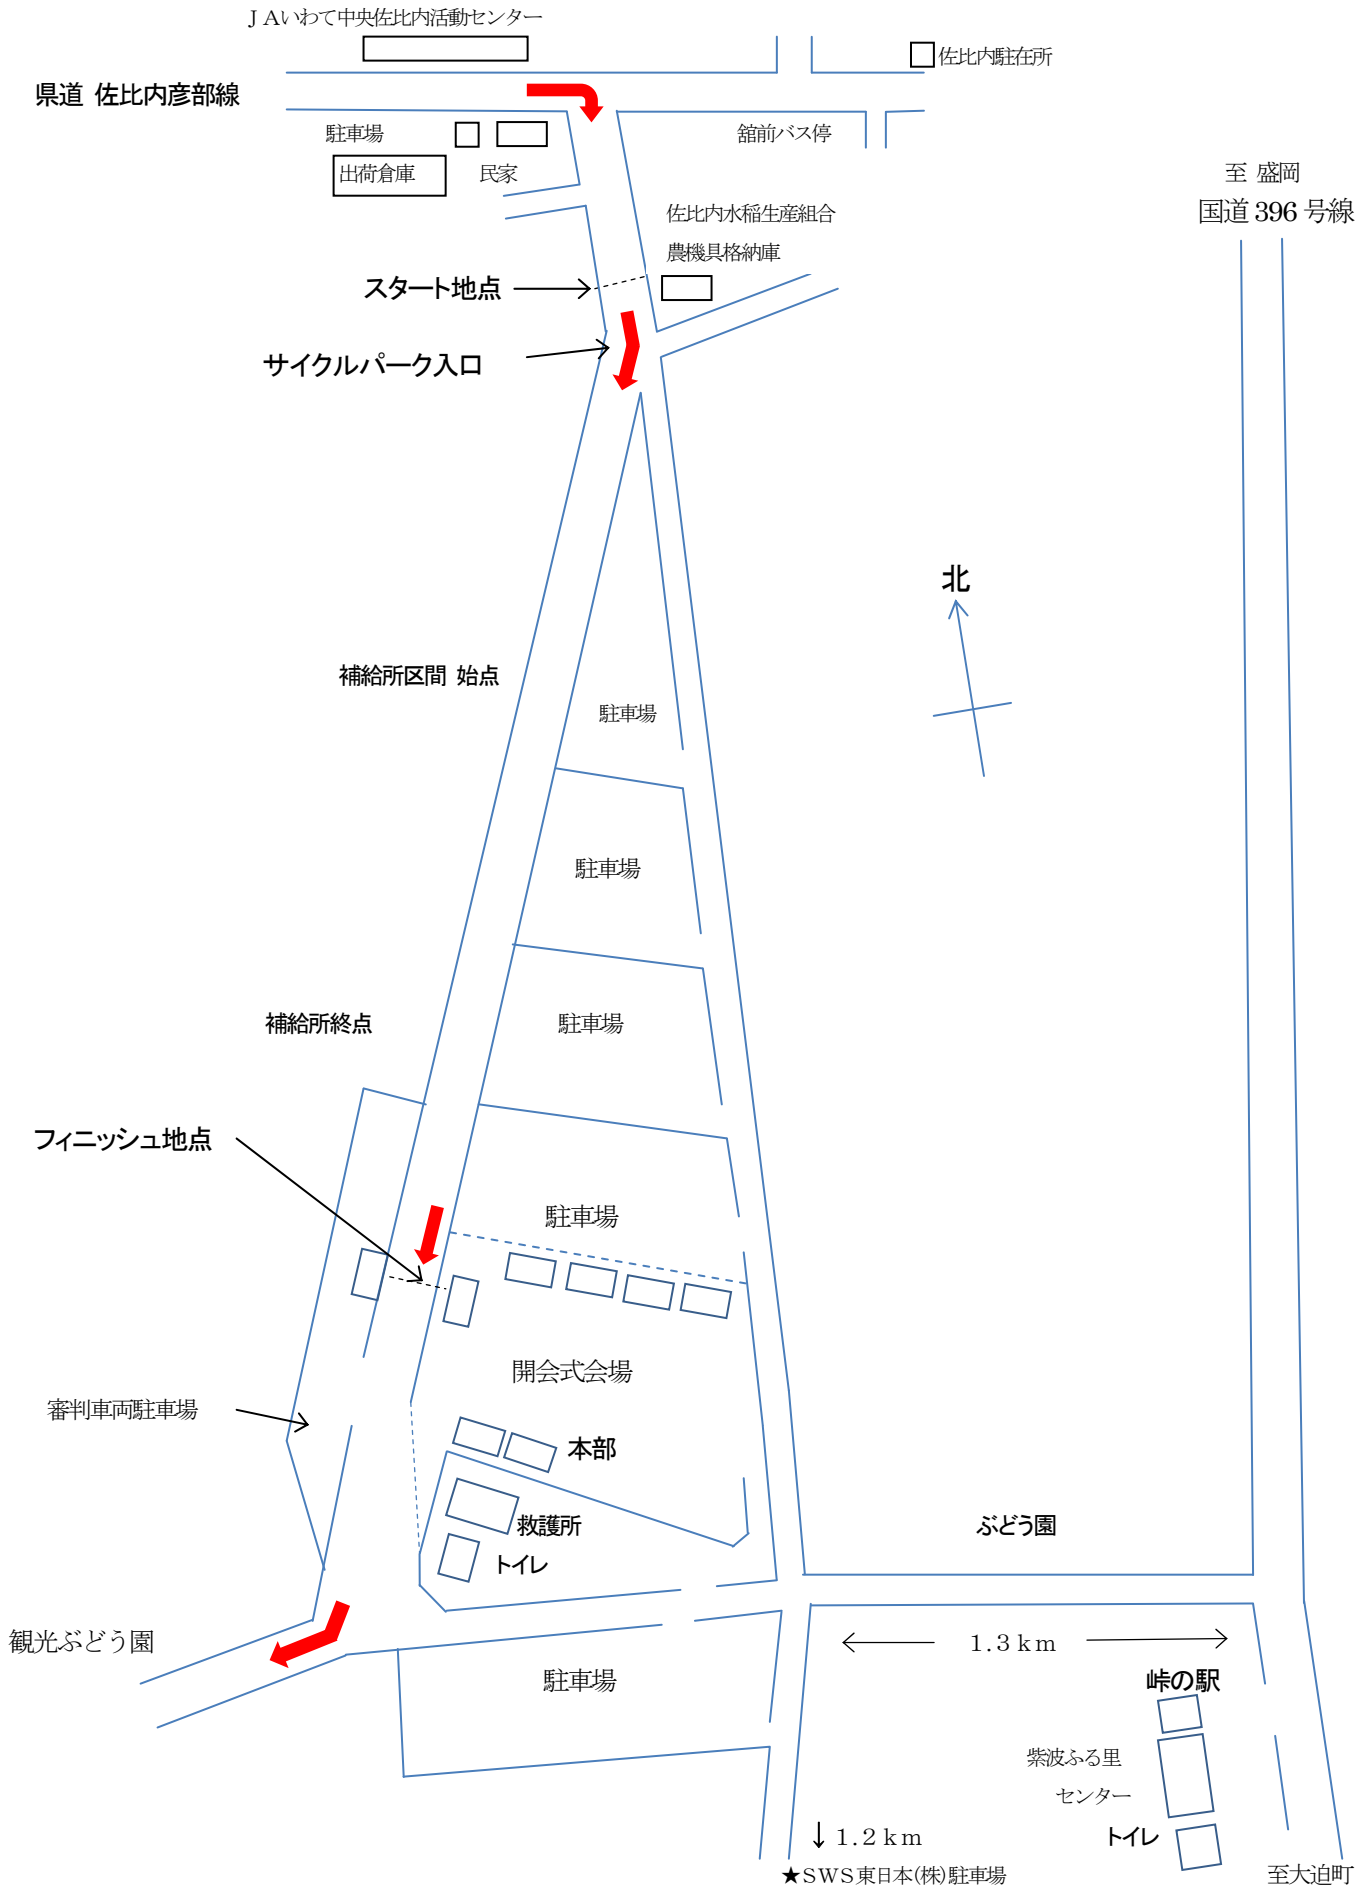 ＪＡいわて中央佐比内活動センター
佐比内駐在所
県道 佐比内彦部線
駐車場
舘前バス停
出荷倉庫
民家
至 盛岡
国道 396 号線
佐比内水稲生産組合
農機具格納庫
スタート地点
サイクルパーク入口
北
補給所区間 始点
駐車場
駐車場
補給所終点
駐車場
フィニッシュ地点
駐車場
開会式会場
審判車両駐車場
本部
救護所
ぶどう園
トイレ
観光ぶどう園
１.３ｋｍ
駐車場
峠の駅
紫波ふる里
センター
トイレ
↓１.２ｋｍ
★ＳＷＳ東日本(株)駐車場
至大迫町